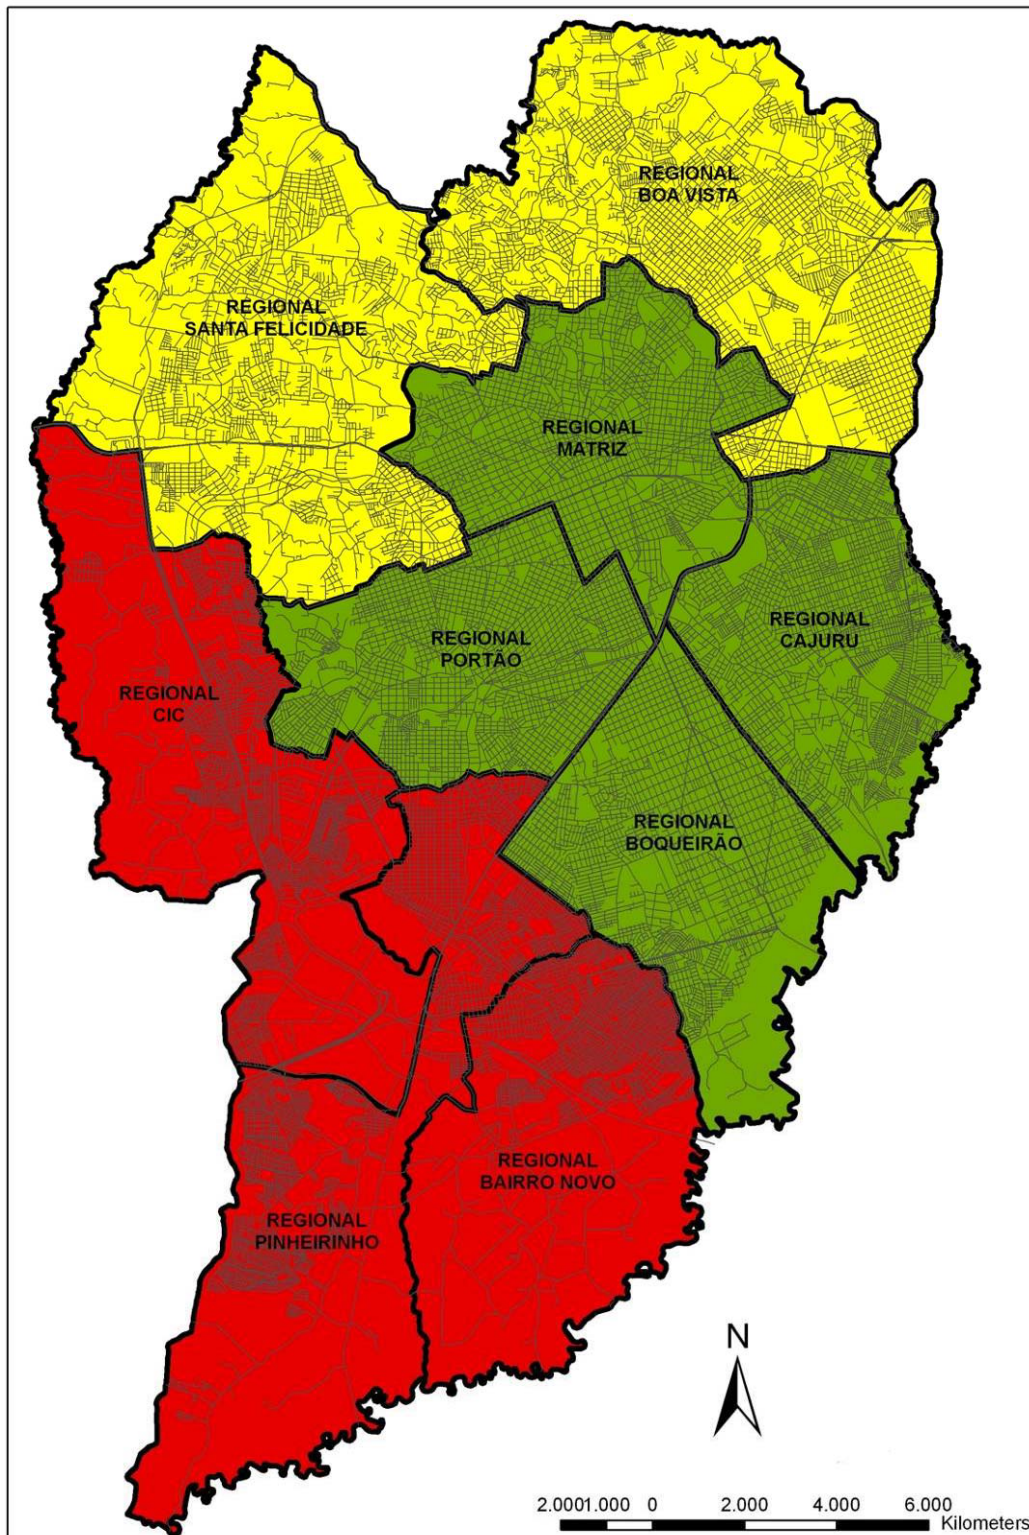 REGIONAL
BOA VISTA
REGIONAL
SANTA FELICIDADE
REGIONAL
MATRIZ
REGIONAL
CAJURU
REGIONAL
PORTÃO
REGIONAL
CIC
REGIONAL
BOQUEIRÃO
REGIONAL
BAIRRO NOVO
REGIONAL
PINHEIRINHO
N
2.0001.000 0 2.000 4.000 6.000
Kilometers